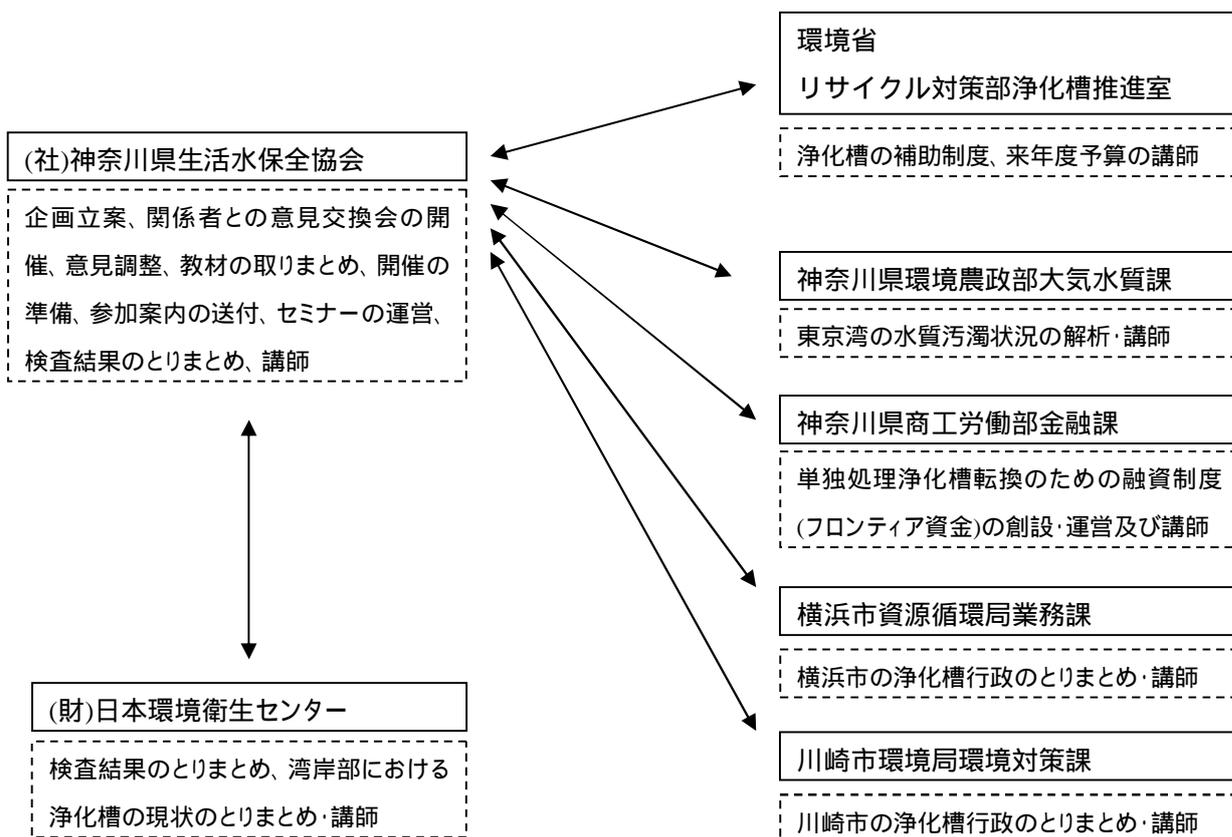 (社)神奈川県生活水保全協会
企画立案、関係者との意見交換会の開
催、意見調整、教材の取りまとめ、開催の
準備、参加案内の送付、セミナーの運営、
検査結果のとりまとめ、講師
(財)日本環境衛生センター
検査結果のとりまとめ、湾岸部における
浄化槽の現状のとりまとめ・講師
環境省
リサイクル対策部浄化槽推進室
浄化槽の補助制度、来年度予算の講師
神奈川県環境農政部大気水質課
東京湾の水質汚濁状況の解析・講師
神奈川県商工労働部金融課
単独処理浄化槽転換のための融資制度
(フロンティア資金)の創設・運営及び講師
横浜市資源循環局業務課
横浜市の浄化槽行政のとりまとめ・講師
川崎市環境局環境対策課
川崎市の浄化槽行政のとりまとめ・講師